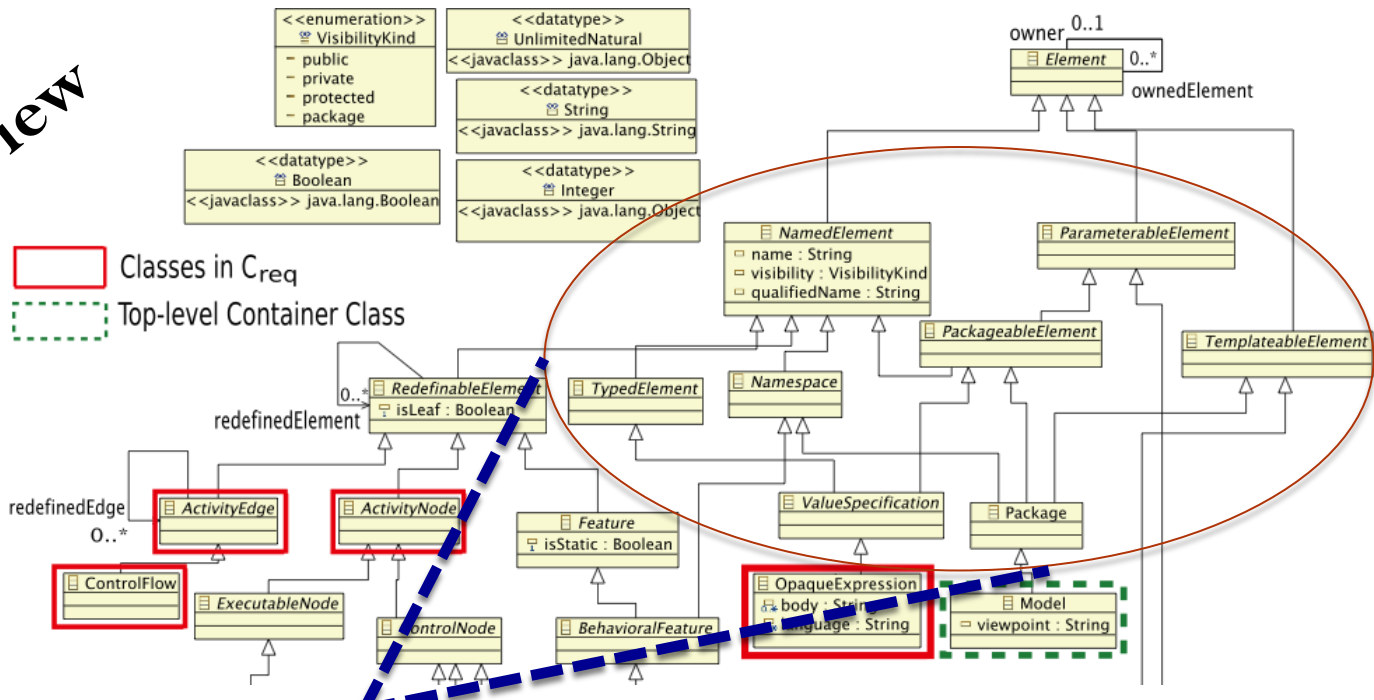 iew
<<enumeration>>
VisibilityKind
– public
– private
– protected
– package
<<datatype>>
UnlimitedNatural
<<javaclass>> java.lang.Object
<<datatype>>
String
<<javaclass>> java.lang.String
<<datatype>>
Boolean
<<javaclass>> java.lang.Boolean
<<datatype>>
Integer
<<javaclass>> java.lang.Object
owner 0..1
Element
0..*
ownedElement
Classes in Creq
Top-level Container Class
NamedElement
name : String
visibility : VisibilityKind
qualifiedName : String
ParameterableElement
PackageableElement
TemplateableElement
RedefinableElement
isLeaf : Boolean
0..*
redefinedElement
TypedElement
Namespace
redefinedEdge
0..*
ActivityEdge
ActivityNode
Feature
isStatic : Boolean
ValueSpecification
Package
ControlFlow
ExecutableNode
ControlNode
BehavioralFeature
OpaqueExpression
body : String
language : String
Model
viewpoint : String